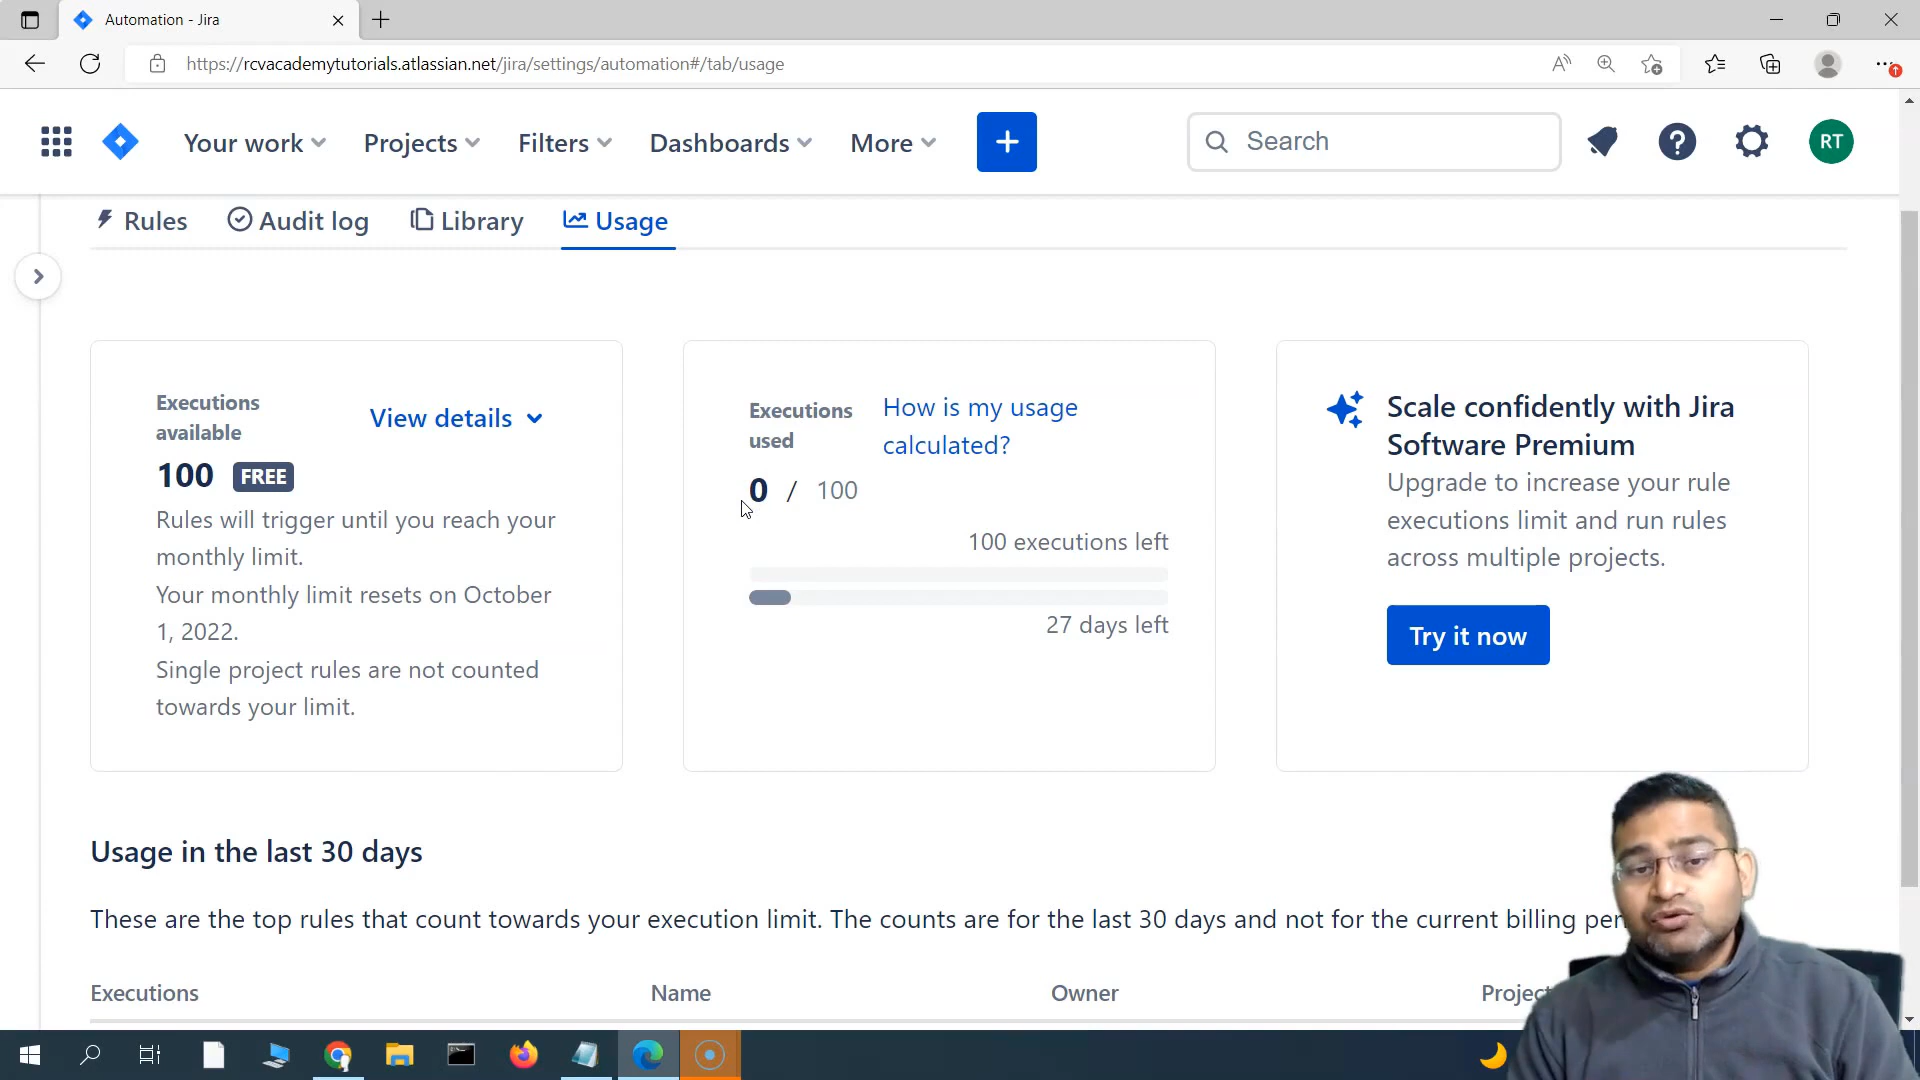 Automation - Jira
https://rcvacademytutorials.atlassian.net/jira/settings/automation#/tab/usage
Your work
Projects
Filters
Dashboards
More
Search
RT
Rules
Audit log
Library
Usage
Executions
available
View details
100 FREE
Rules will trigger until you reach your
monthly limit.
Your monthly limit resets on October
1, 2022.
Single project rules are not counted
towards your limit.
Executions
used
How is my usage
calculated?
0 / 100
100 executions left
27 days left
Scale confidently with Jira
Software Premium
Upgrade to increase your rule
executions limit and run rules
across multiple projects.
Try it now
Usage in the last 30 days
These are the top rules that count towards your execution limit. The counts are for the last 30 days and not for the current billing
Executions
Name
Owner
Project